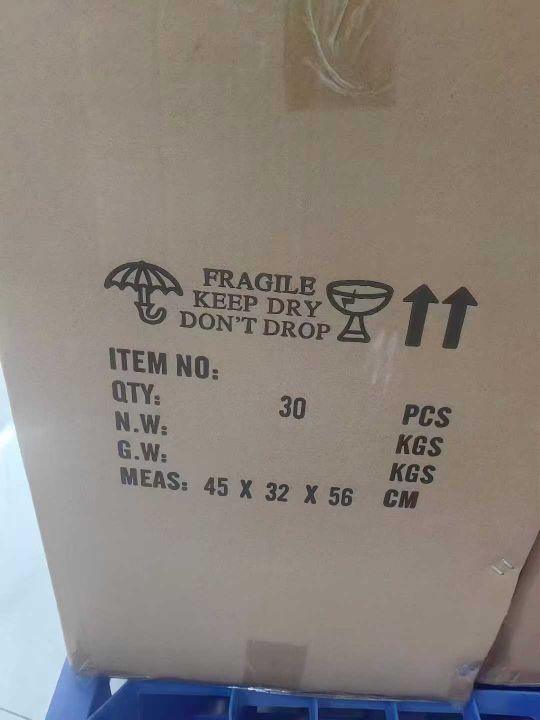 FRAGILE
KEEP DRY
DON'T DROP
ITEM NO:
QTY: 30 PCS
N.W: KGS
G.W: KGS
MEAS: 45 X 32 X 56 CM